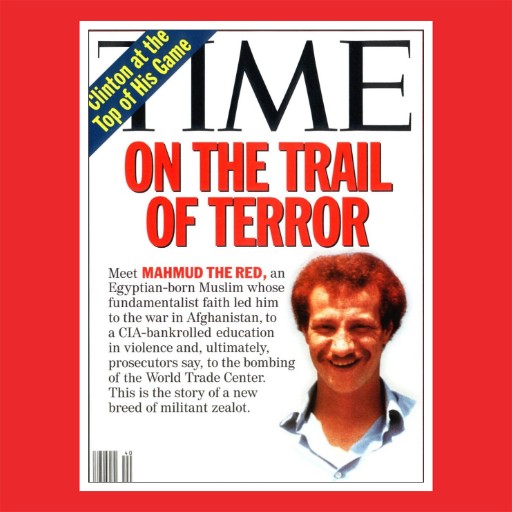 Clinton at the
Top of His Game
TIME
ON THE TRAIL
OF TERROR
Meet MAHMUD THE RED, an
Egyptian-born Muslim whose
fundamentalist faith led him
to the war in Afghanistan, to
a CIA-bankrolled education
in violence and, ultimately,
prosecutors say, to the bombing
of the World Trade Center.
This is the story of a new
breed of militant zealot.
40